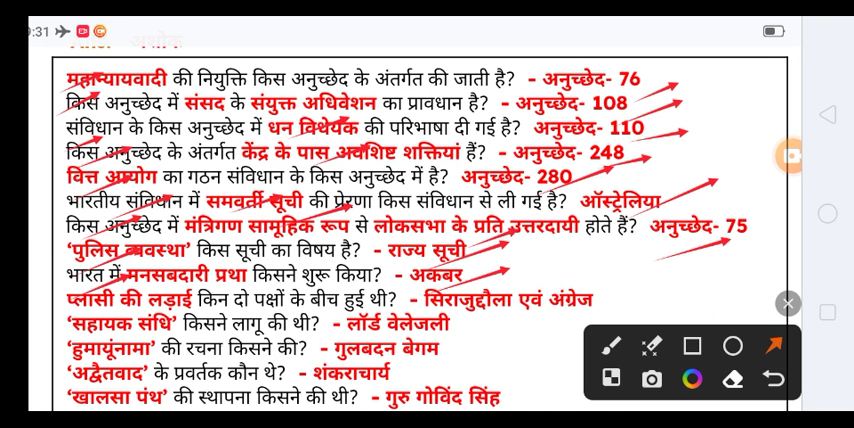 :31
महान्यायवादी की नियुक्ति किस अनुच्छेद के अंतर्गत की जाती है? - अनुच्छेद- 76
किस अनुच्छेद में संसद के संयुक्त अधिवेशन का प्रावधान है? - अनुच्छेद- 108
संविधान के किस अनुच्छेद में धन विधेयक की परिभाषा दी गई है? अनुच्छेद- 110
किस अनुच्छेद के अंतर्गत केंद्र के पास अवशिष्ट शक्तियां हैं? - अनुच्छेद- 248
वित्त आयोग का गठन संविधान के किस अनुच्छेद में है? अनुच्छेद- 280
भारतीय संविधान में समवर्ती सूची की प्रेरणा किस संविधान से ली गई है? ऑस्ट्रेलिया
किस अनुच्छेद में मंत्रिगण सामूहिक रूप से लोकसभा के प्रति उत्तरदायी होते हैं? अनुच्छेद- 75
‘पुलिस व्यवस्था’ किस सूची का विषय है? - राज्य सूची
भारत में मनसबदारी प्रथा किसने शुरू किया? - अकबर
प्लासी की लड़ाई किन दो पक्षों के बीच हुई थी? - सिराजुद्दौला एवं अंग्रेज
‘सहायक संधि’ किसने लागू की थी? - लॉर्ड वेलेजली
‘हुमायूंनामा’ की रचना किसने की? - गुलबदन बेगम
‘अद्वैतवाद’ के प्रवर्तक कौन थे? - शंकराचार्य
‘खालसा पंथ’ की स्थापना किसने की थी? - गुरु गोविंद सिंह